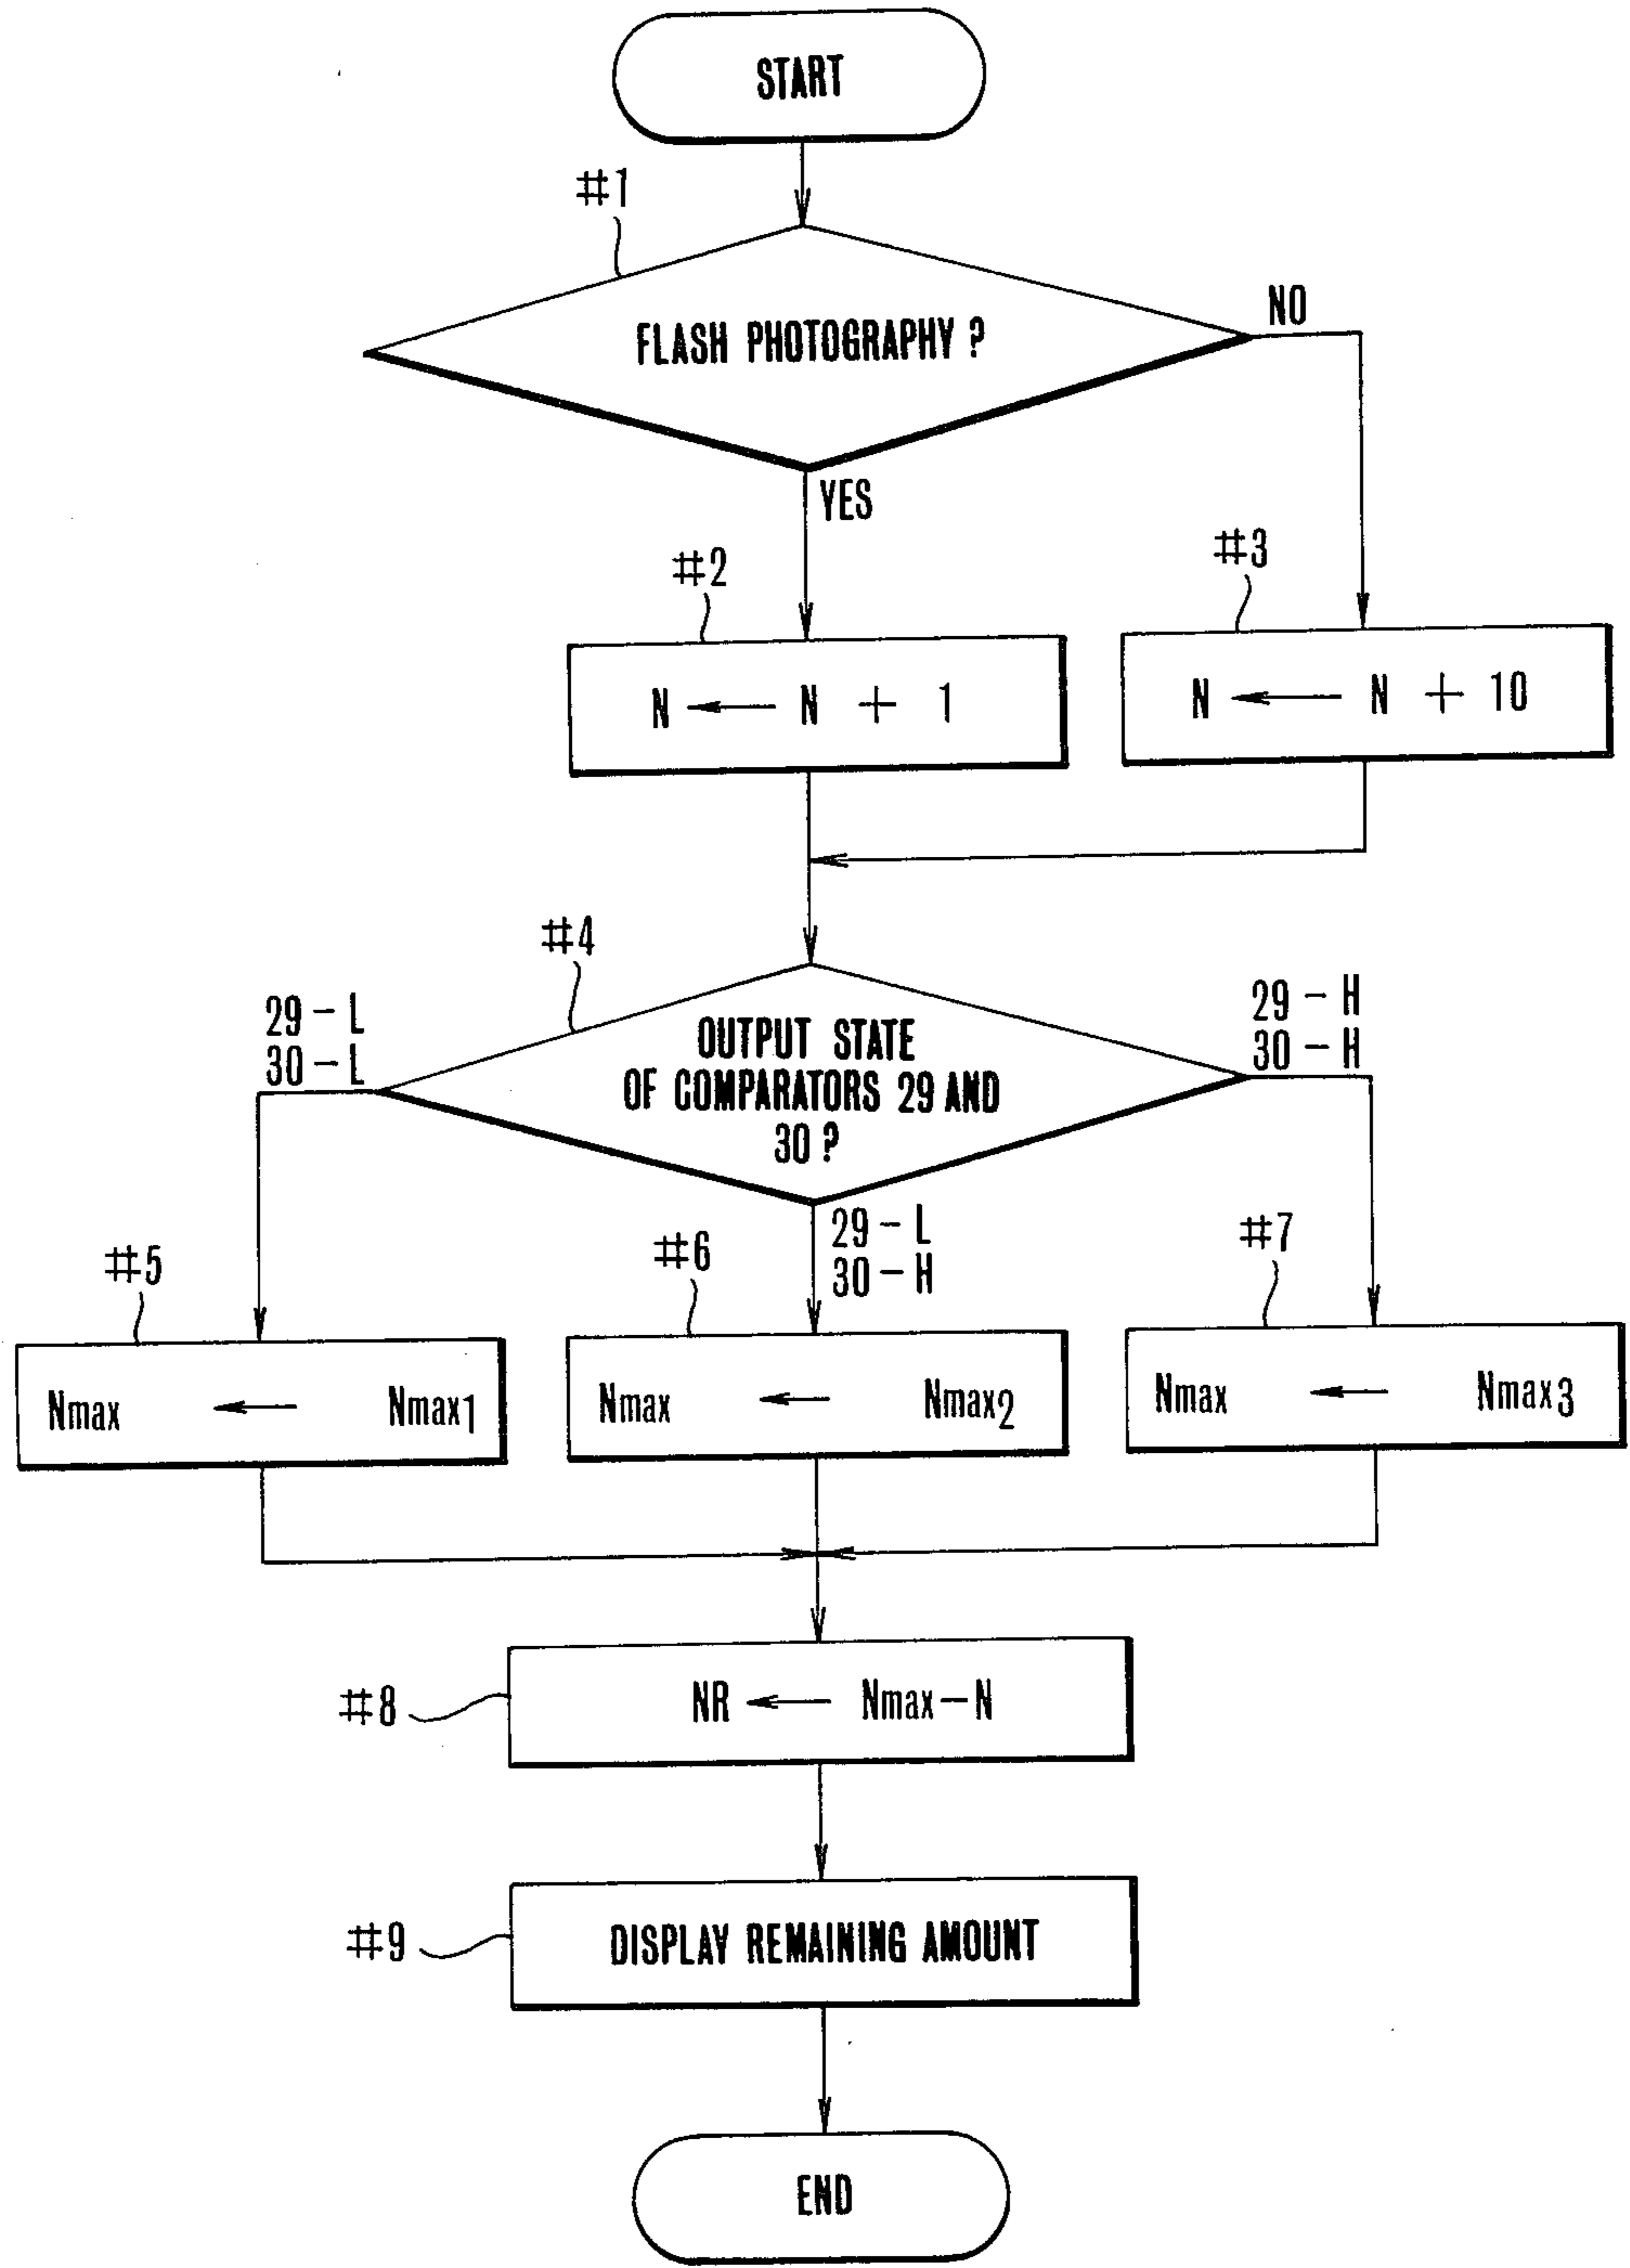 START
#1
FLASH PHOTOGRAPHY ?
NO
YES
#2
#3
N ← N + 1
N ← N + 10
#4
29 - L
30 - L
OUTPUT STATE
OF COMPARATORS 29 AND
30 ?
29 - H
30 - H
29 - L
30 - H
#5
#6
#7
Nmax ← Nmax1
Nmax ← Nmax2
Nmax ← Nmax3
#8
NR ← Nmax - N
#9
DISPLAY REMAINING AMOUNT
END